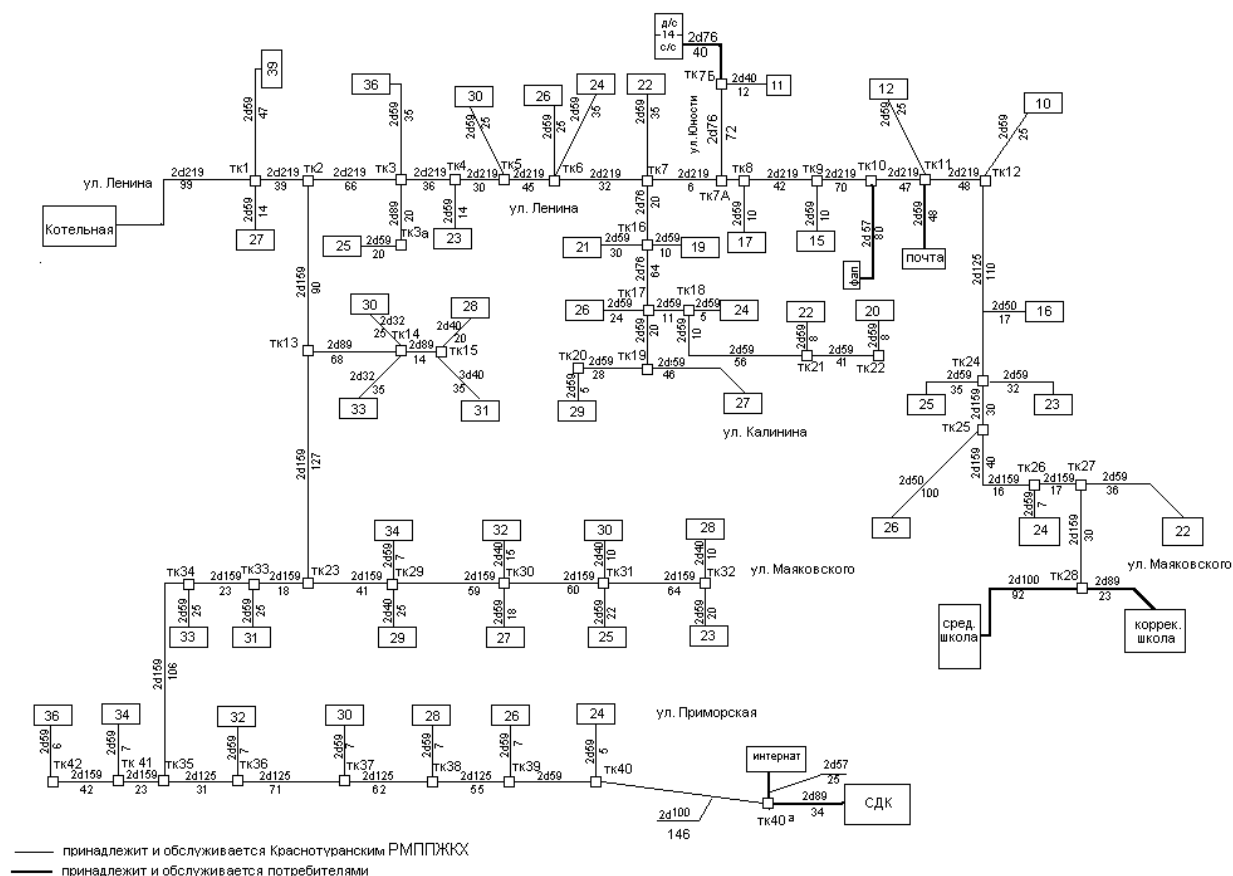 д/с
14
с/с
2d76
40
39
36
30
26
24
22
тк7Б
2d40
12
11
12
10
2d59
47
2d59
35
2d59
25
2d59
25
2d59
35
2d59
35
ул.Юности
2d76
72
2d59
25
2d59
25
ул. Ленина
2d219
99
тк1
2d219
39
тк2
2d219
66
тк3
2d219
36
тк4
2d219
30
тк5
2d219
45
тк6
2d219
32
тк7
2d219
6
тк7А
тк8
2d219
42
тк9
2d219
70
тк10
2d219
47
тк11
2d219
48
тк12
Котельная
2d59
14
27
2d89
20
тк3а
25
2d59
20
2d59
14
23
ул. Ленина
2d76
20
тк16
21
2d59
30
2d59
10
19
2d59
10
17
2d59
10
15
2d 57
80
фап
2d59
48
почта
2d125
110
2d159
90
2d76
64
тк17
26
2d59
24
2d59
11
тк18
2d59
5
24
22
20
2d50
17
16
30
28
2d32
25
2d40
20
тк13
2d89
68
тк14
2d89
14
тк15
2d32
35
33
3d40
35
31
2d59
20
2d59
10
2d59
56
2d59
8
2d59
41
2d59
8
тк21
тк22
тк20
2d59
28
тк19
2d59
46
2d59
5
29
27
ул. Калинина
тк24
2d59
35
2d59
32
25
23
2d159
30
тк25
2d159
40
2d50
100
26
2d159
16
тк26
2d159
17
тк27
2d59
36
2d59
7
24
22
2d159
30
ул. Маяковского
тк28
2d100
92
2d89
23
сред.
школа
коррек.
школа
2d159
127
34
32
30
28
2d59
7
2d40
15
2d40
10
2d40
10
ул. Маяковского
тк34
2d159
23
тк33
2d159
18
тк23
2d159
41
тк29
2d159
59
тк30
2d159
60
тк31
2d159
64
тк32
2d59
25
2d59
25
2d40
25
2d59
18
2d59
22
2d59
20
33
31
29
27
25
23
2d159
106
ул. Приморская
36
34
32
30
28
26
24
2d59
6
2d59
7
2d59
7
2d59
7
2d59
7
2d59
7
2d59
5
тк42
2d159
42
тк 41
2d159
23
тк35
2d125
31
тк36
2d125
71
тк37
2d125
62
тк38
2d125
55
тк39
2d59
тк40
интернат
2d57
25
2d89
34
СДК
2d100
146
тк40 а
принадлежит и обслуживается Краснотуранским РМППЖКХ
принадлежит и обслуживается потребителями